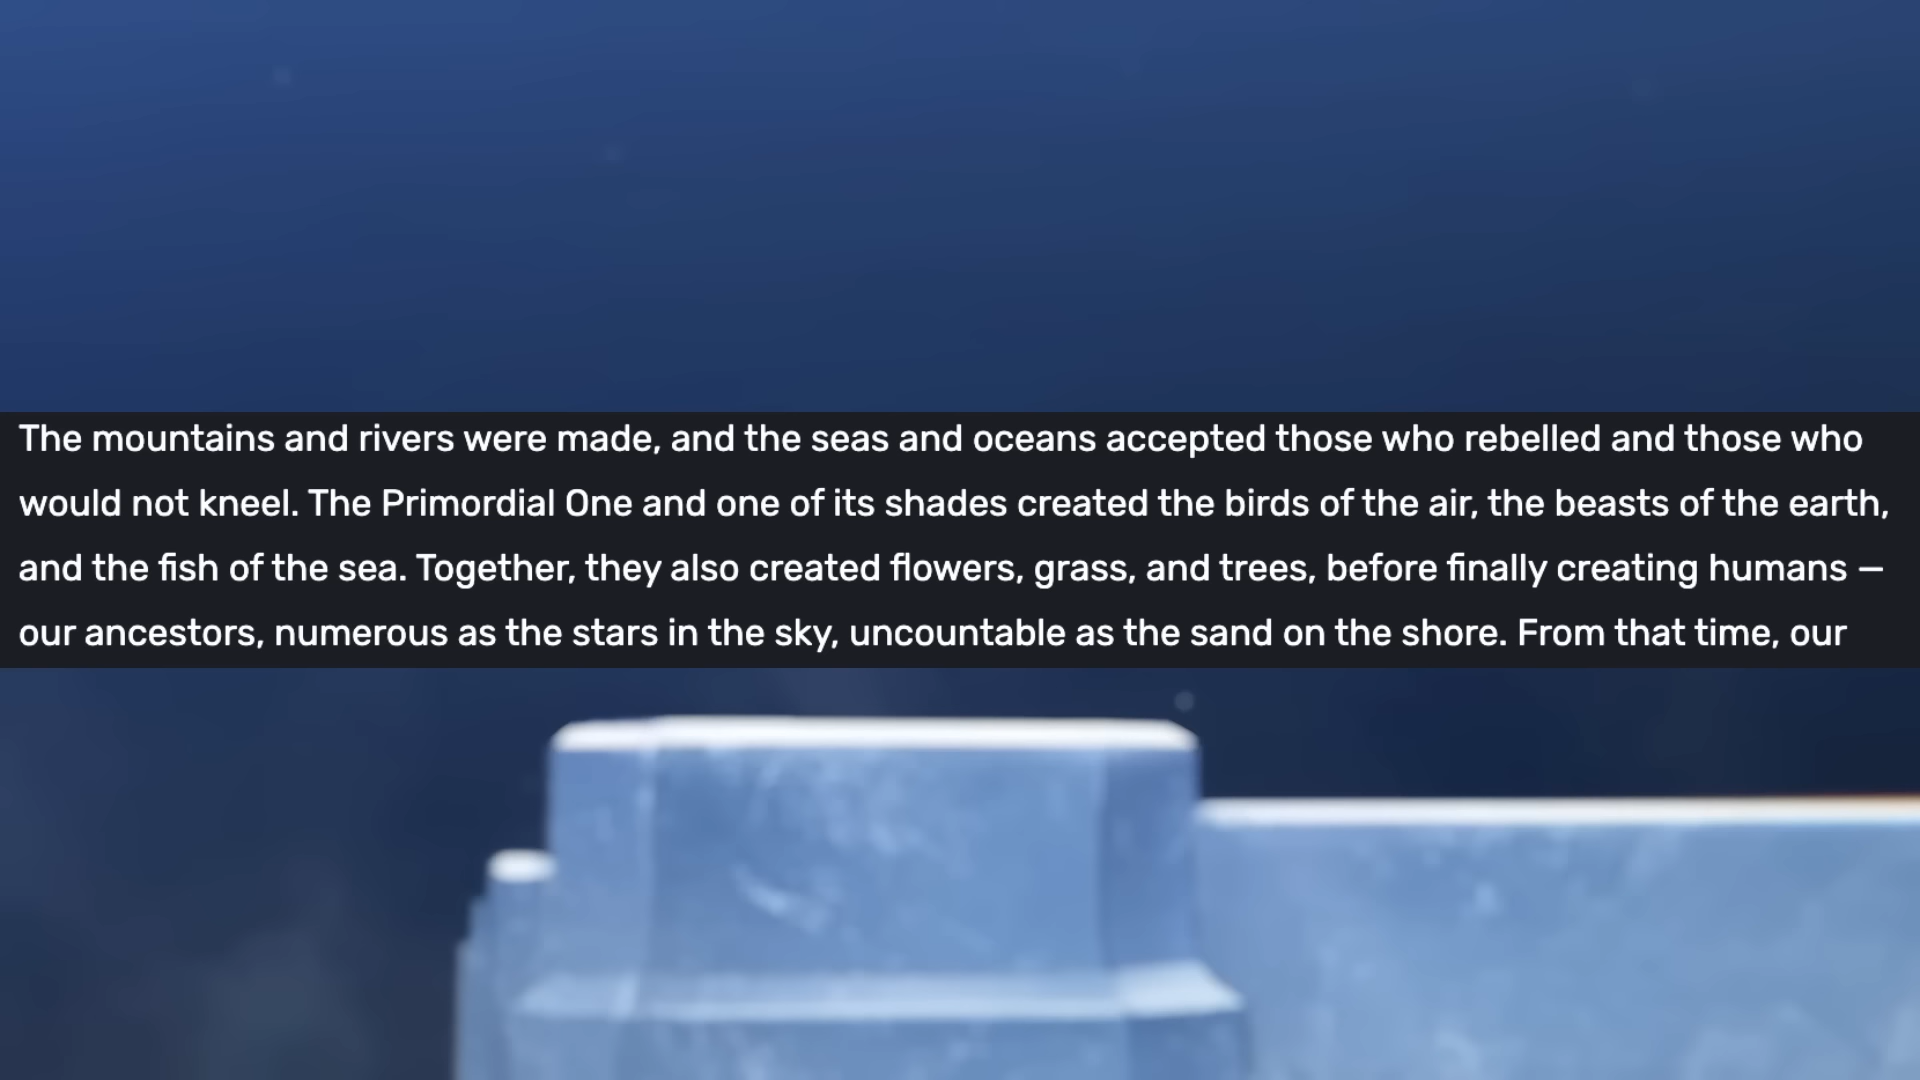 The mountains and rivers were made, and the seas and oceans accepted those who rebelled and those who
would not kneel. The Primordial One and one of its shades created the birds of the air, the beasts of the earth,
and the fish of the sea. Together, they also created flowers, grass, and trees, before finally creating humans —
our ancestors, numerous as the stars in the sky, uncountable as the sand on the shore. From that time, our